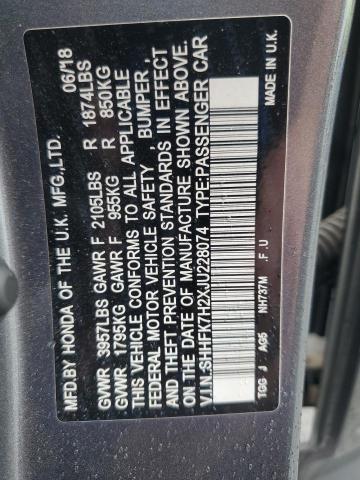 MFD.BY HONDA OF THE U.K. MFG.,LTD. 06/18
GVWR 3957LBS GAWR F 2105LBS R 1874LBS
GVWR 1795KG GAWR F 955KG R 850KG
THIS VEHICLE CONFORMS TO ALL APPLICABLE
FEDERAL MOTOR VEHICLE SAFETY, BUMPER,
AND THEFT PREVENTION STANDARDS IN EFFECT
ON THE DATE OF MANUFACTURE SHOWN ABOVE.
V.I.N.:SHHFK7H2XJU228074 TYPE:PASSENGER CAR
TGG J AG5 NH737M .F.U MADE IN U.K.